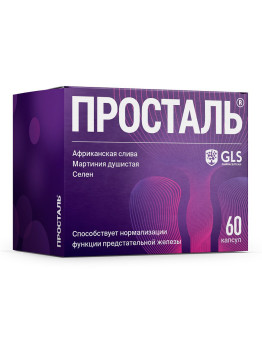 ПРОСТАЛЬ®
Африканская слива
Мартиния душистая
Селен
GLS
Способствует нормализации
функции предстательной железы
60
капсул
ПРОСТАЛЬ®